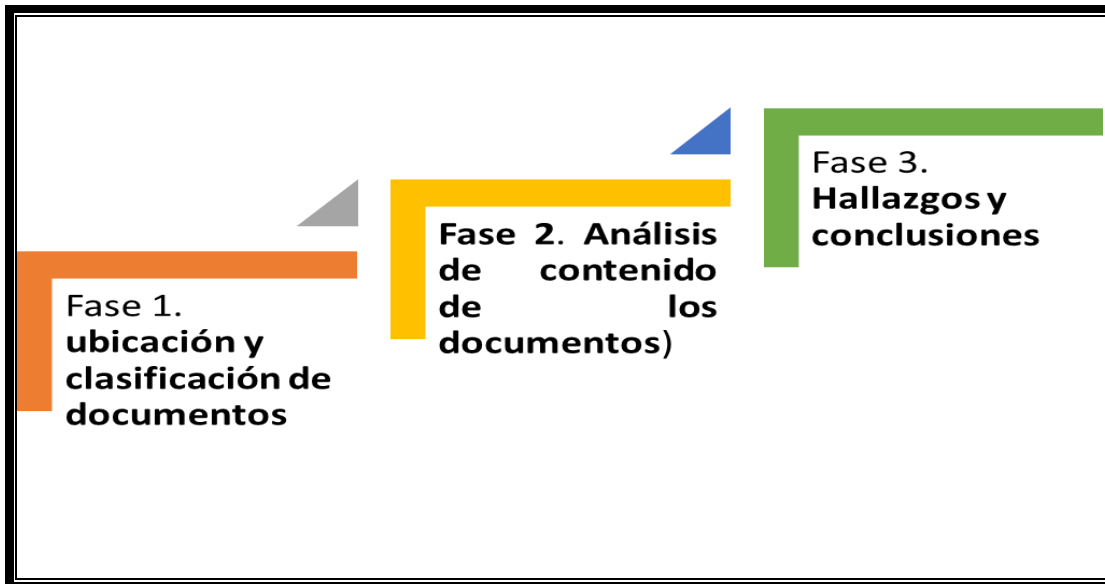 Fase 1.
ubicación y
clasificación de
documentos
Fase 2. Análisis
de contenido
de los
documentos)
Fase 3.
Hallazgos y
conclusiones